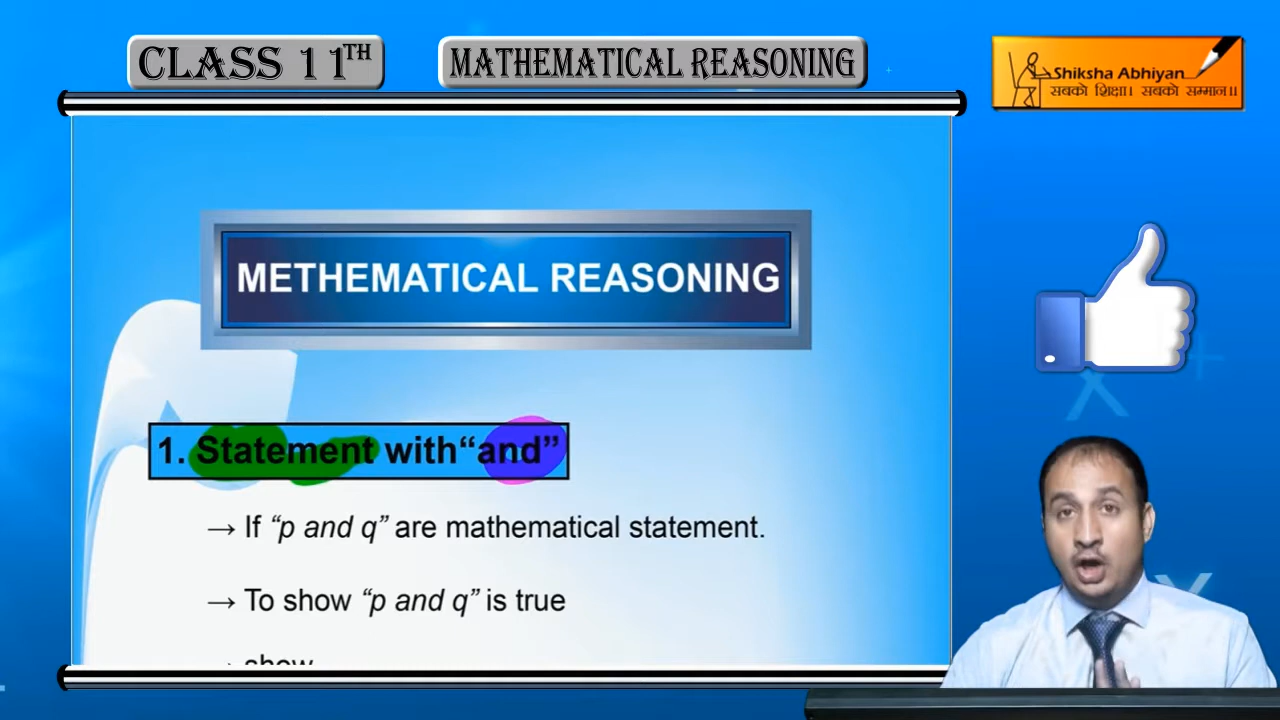 CLASS 11TH
MATHEMATICAL REASONING
Shiksha Abhiyan
सबको शिक्षा। सबको सम्मान॥
METHEMATICAL REASONING
1. Statement with“and”
→ If “p and q” are mathematical statement.
→ To show “p and q” is true
→ show